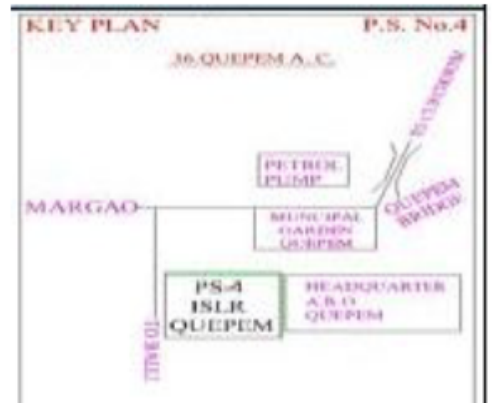 KEY PLAN
P.S. No.4
36.QUEPEM A. C.
PETROL
PUMP
MARGAO
QUEPEM
BRIDGE
MUNCIPAL
GARDEN
QUEPEM
PS-4
ISLR
QUEPEM
HEADQUARTER
A.R.O
QUEPEM